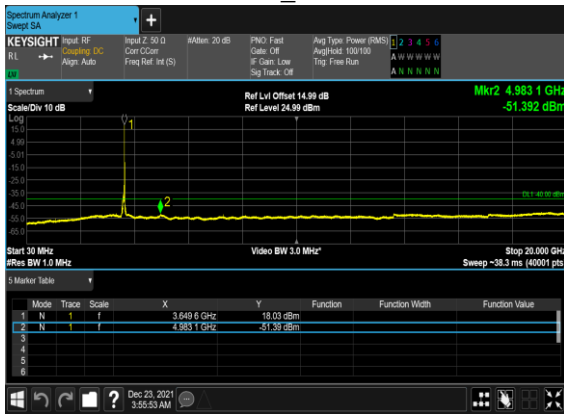 Spectrum Analyzer 1
Swept SA
KEYSIGHT
RL
Input: RF
Coupling: DC
Align: Auto
Input Z: 50 Ω
Corr CCorr
Freq Ref: Int (S)
#Atten: 20 dB
PNO: Fast
Gate: Off
IF Gain: Low
Sig Track: Off
Avg Type: Power (RMS)
Avg|Hold: 100/100
Trig: Free Run
1 2 3 4 5 6
A W W W W W
A N N N N N
1 Spectrum
Scale/Div 10 dB
Ref Lvl Offset 14.99 dB
Ref Level 24.99 dBm
Mkr2 4.983 1 GHz
-51.392 dBm
Log
15.0
4.99
-5.01
-15.0
-25.0
-35.0
-45.0
-55.0
-65.0
1
2
DL1 -40.00 dBm
Start 30 MHz
#Res BW 1.0 MHz
Video BW 3.0 MHz*
Stop 20.000 GHz
Sweep ~38.3 ms (40001 pts)
5 Marker Table
Mode Trace Scale X Y Function Function Width Function Value
1 N 1 f 3.649 6 GHz 18.03 dBm
2 N 1 f 4.983 1 GHz -51.39 dBm
3
4
5
6
?
Dec 23, 2021
3:55:53 AM